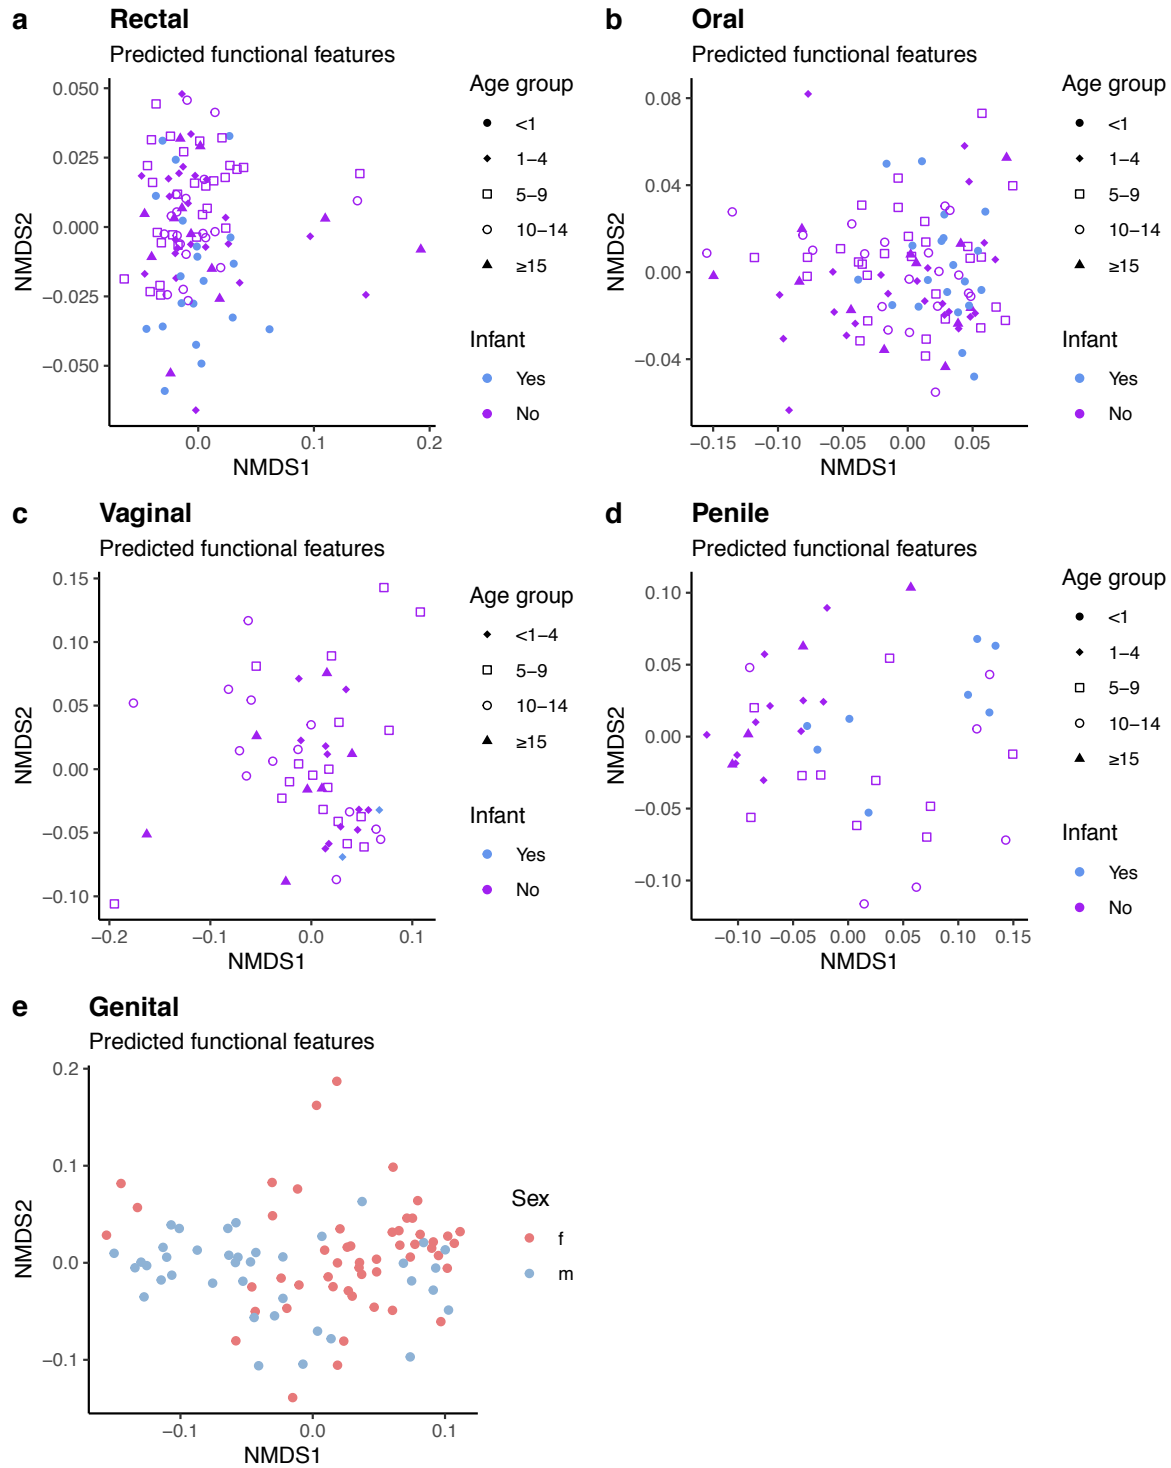 a Rectal
Predicted functional features
0.050
0.025
0.000
−0.025
−0.050
NMDS2
0.0 0.1 0.2
NMDS1
Age group
<1
1−4
5−9
10−14
≥15
Infant
Yes
No
b Oral
Predicted functional features
0.08
0.04
0.00
−0.04
NMDS2
−0.15 −0.10 −0.05 0.00 0.05
NMDS1
Age group
<1
1−4
5−9
10−14
≥15
Infant
Yes
No
c Vaginal
Predicted functional features
0.15
0.10
0.05
0.00
−0.05
−0.10
NMDS2
−0.2 −0.1 0.0 0.1
NMDS1
Age group
<1−4
5−9
10−14
≥15
Infant
Yes
No
d Penile
Predicted functional features
0.10
0.05
0.00
−0.05
−0.10
NMDS2
−0.10 −0.05 0.00 0.05 0.10 0.15
NMDS1
Age group
<1
1−4
5−9
10−14
≥15
Infant
Yes
No
e Genital
Predicted functional features
0.2
0.1
0.0
−0.1
NMDS2
−0.1 0.0 0.1
NMDS1
Sex
f
m